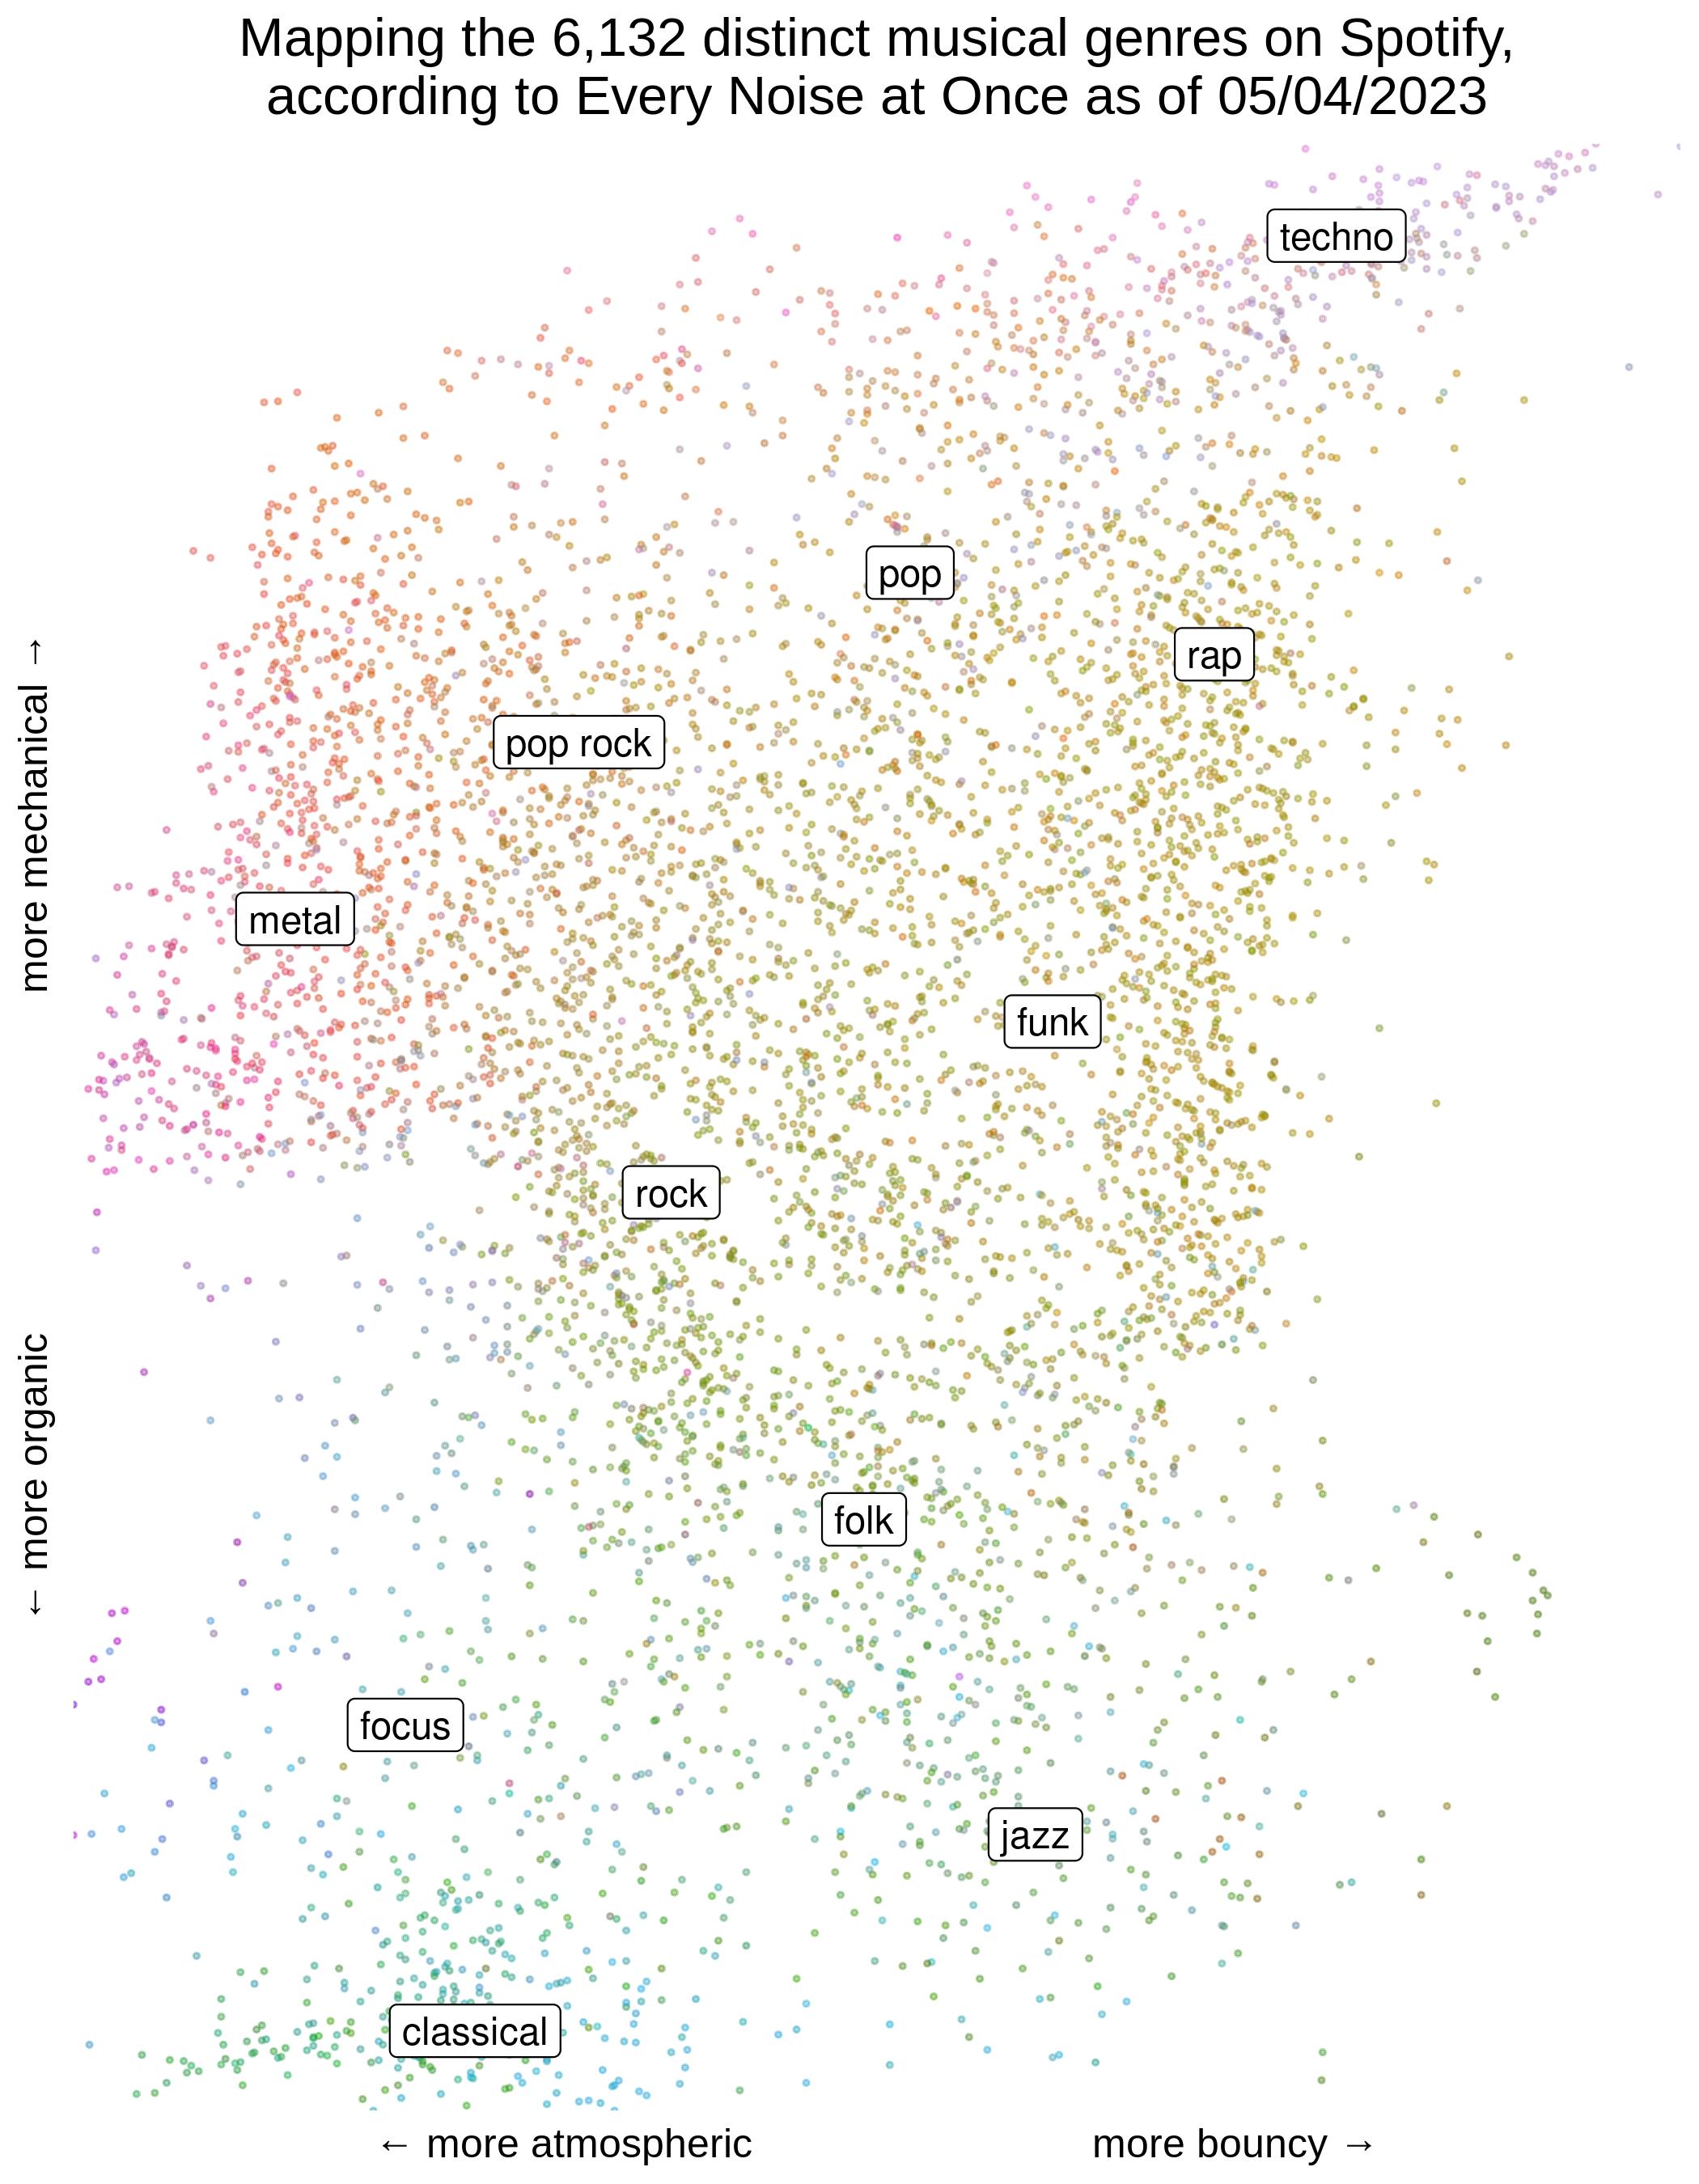 Mapping the 6,132 distinct musical genres on Spotify,
according to Every Noise at Once as of 05/04/2023
techno
pop
rap
pop rock
metal
funk
rock
folk
focus
jazz
classical
more mechanical →
← more organic
← more atmospheric
more bouncy →